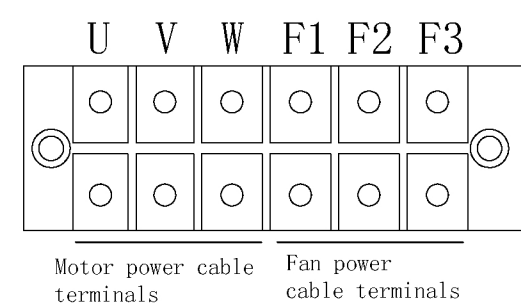 U V W F1 F2 F3
Motor power cable
terminals
Fan power
cable terminals